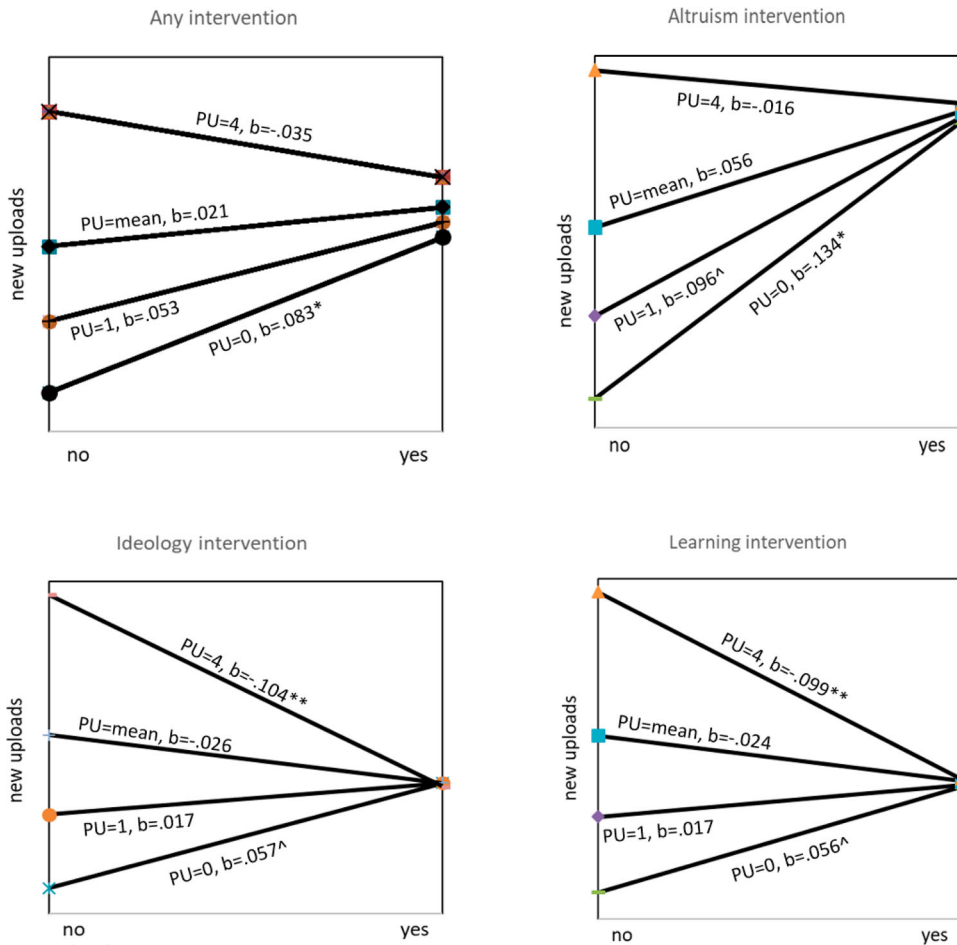 Any intervention
new uploads
PU=4, b=-.035
PU=mean, b=.021
PU=1, b=.053
PU=0, b=.083*
no
yes
Altruism intervention
new uploads
PU=4, b=-.016
PU=mean, b=.056
PU=1, b=.096^
PU=0, b=.134*
no
yes
Ideology intervention
new uploads
PU=4, b=-.104**
PU=mean, b=-.026
PU=1, b=.017
PU=0, b=.057^
no
yes
Learning intervention
new uploads
PU=4, b=-.099**
PU=mean, b=-.024
PU=1, b=.017
PU=0, b=.056^
no
yes